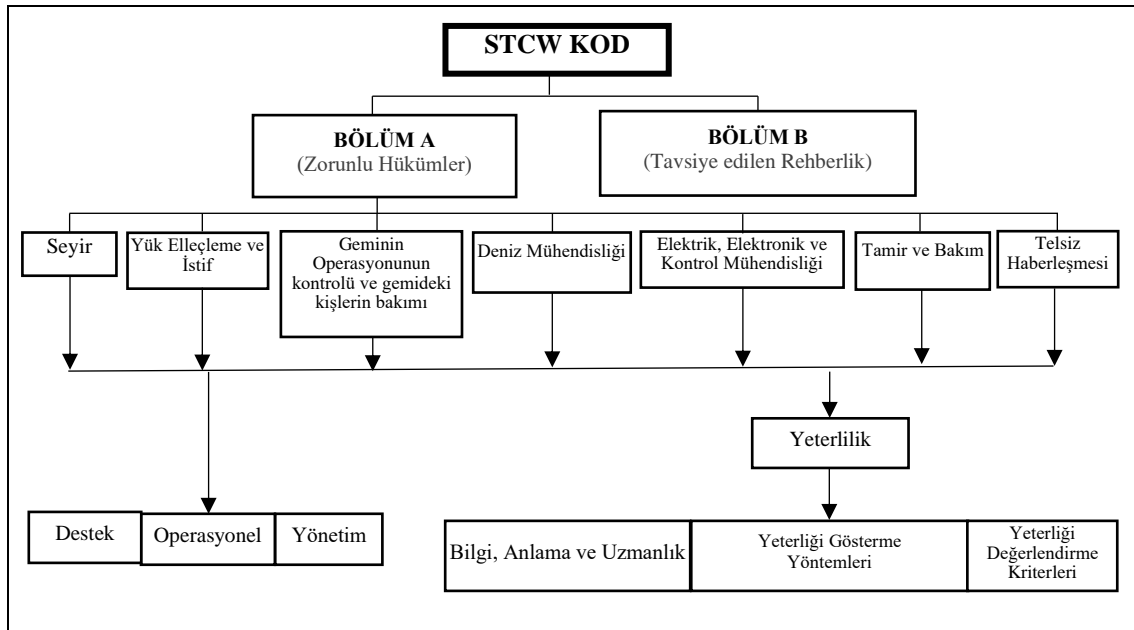 STCW KOD
BÖLÜM A
(Zorunlu Hükümler)
BÖLÜM B
(Tavsiye edilen Rehberlik)
Seyir
Yük Elleçleme ve
İstif
Geminin
Operasyonunun
kontrolü ve gemideki
kişlerin bakımı
Deniz Mühendisliği
Elektrik, Elektronik ve
Kontrol Mühendisliği
Tamir ve Bakım
Telsiz
Haberleşmesi
Yeterlilik
Destek
Operasyonel
Yönetim
Bilgi, Anlama ve Uzmanlık
Yeterliği Gösterme
Yöntemleri
Yeterliği
Değerlendirme
Kriterleri